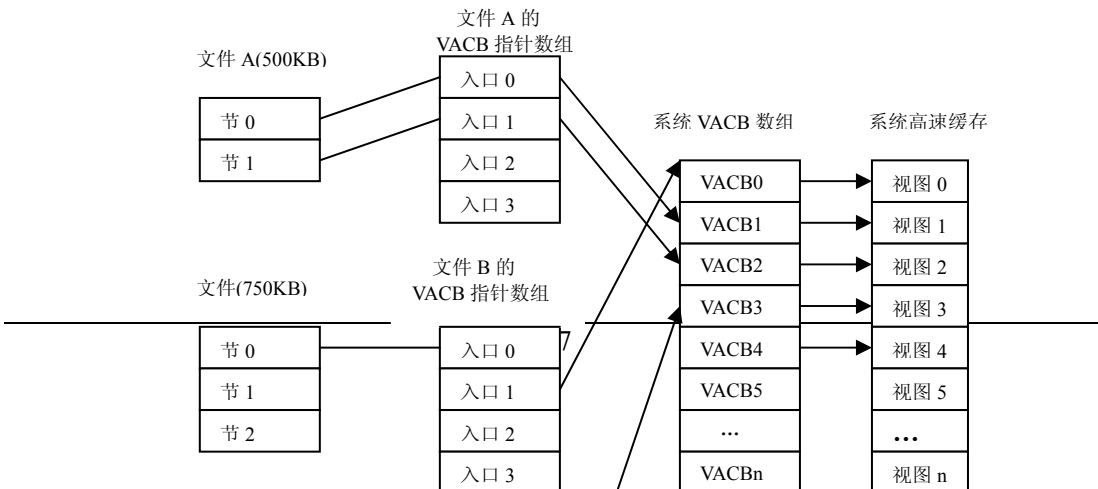 文件 A 的
VACB 指针数组
文件 A(500KB)
入口 0
入口 1
入口 2
入口 3
节 0
节 1
系统 VACB 数组
系统高速缓存
VACB0
VACB1
VACB2
VACB3
VACB4
VACB5
...
VACBn
视图 0
视图 1
视图 2
视图 3
视图 4
视图 5
...
视图 n
文件 B 的
VACB 指针数组
文件(750KB)
节 0
节 1
节 2
入口 0
入口 1
入口 2
入口 3